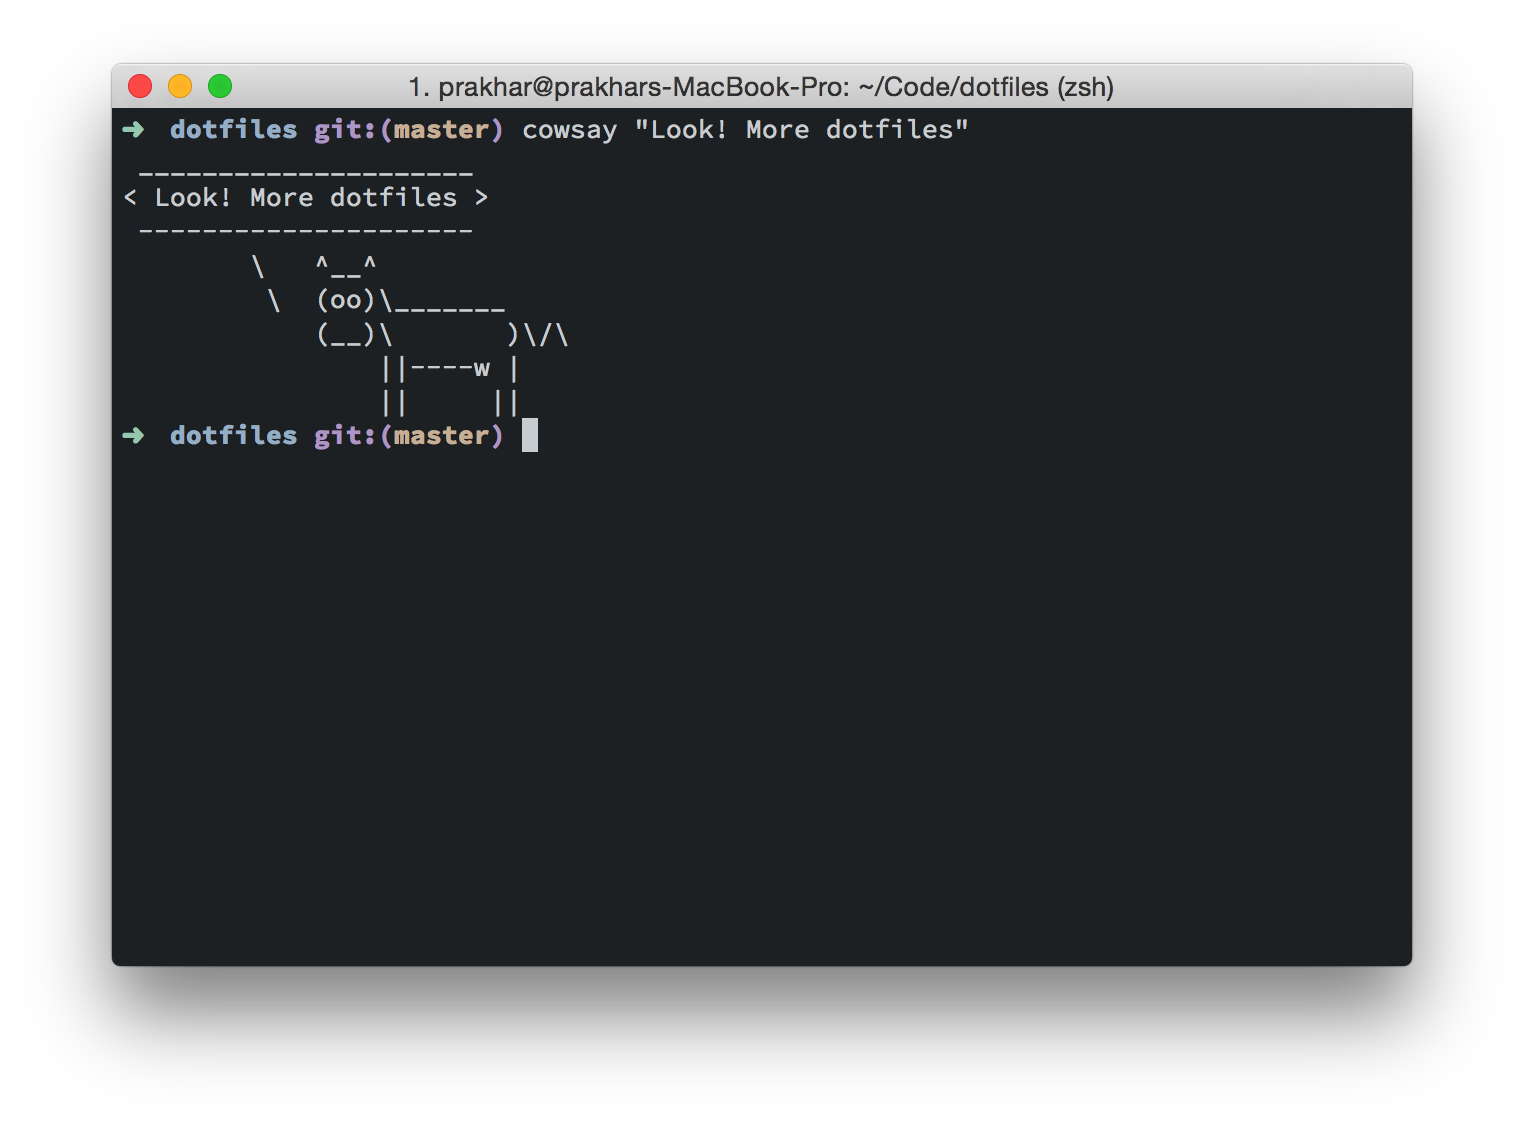 1. prakhar@prakhars-MacBook-Pro: ~/Code/dotfiles (zsh)
➜  dotfiles git:(master) cowsay "Look! More dotfiles"
 _____________________
< Look! More dotfiles >
 ---------------------
        \   ^__^
         \  (oo)\_______
            (__)\       )\/\
                ||----w |
                ||     ||
➜  dotfiles git:(master)